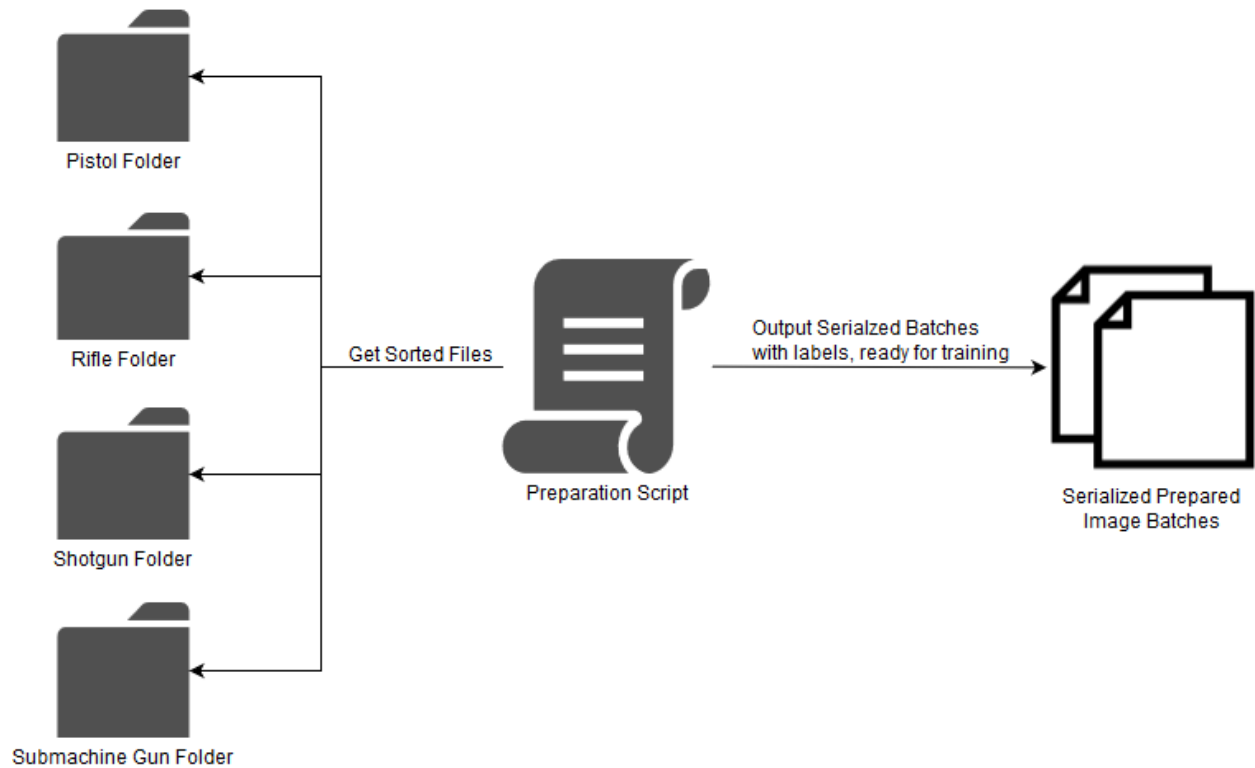 Pistol Folder
Rifle Folder
Get Sorted Files
Shotgun Folder
Submachine Gun Folder
Preparation Script
Output Serialzed Batches
with labels, ready for training
Serialized Prepared
Image Batches